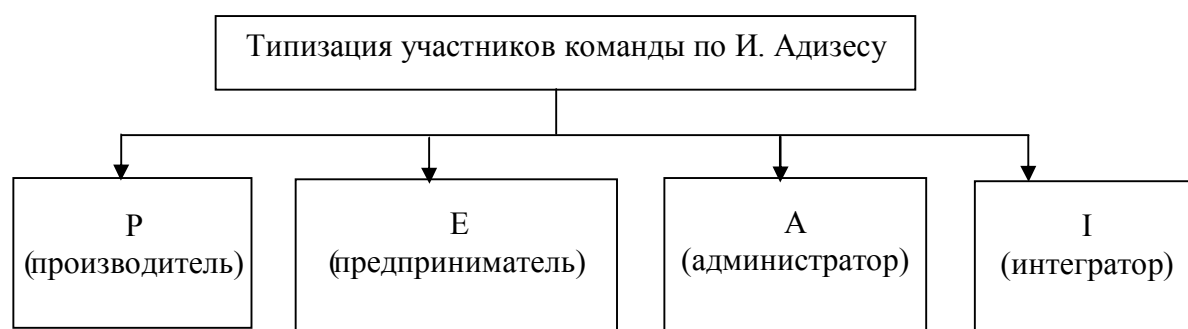 Типизация участников команды по И. Адизесу
P
(производитель)
E
(предприниматель)
A
(администратор)
I
(интегратор)